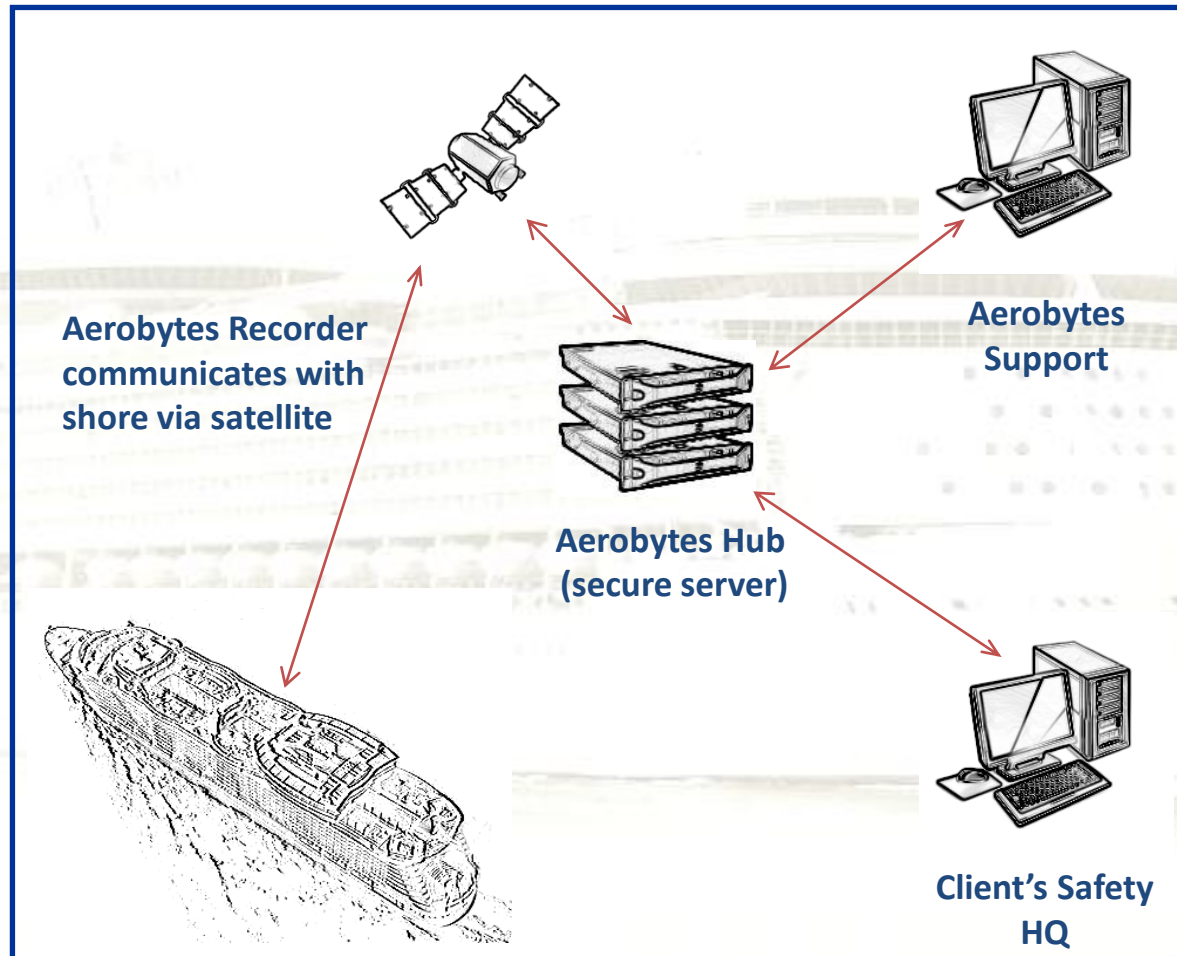 Aerobytes Recorder
communicates with
shore via satellite
Aerobytes
Support
Aerobytes Hub
(secure server)
Client’s Safety
HQ